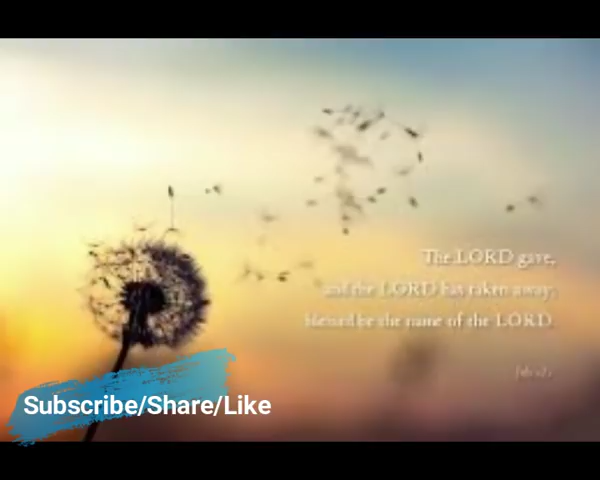 The LORD gave,
and the LORD has taken away;
blessed be the name of the LORD.
Subscribe/Share/Like